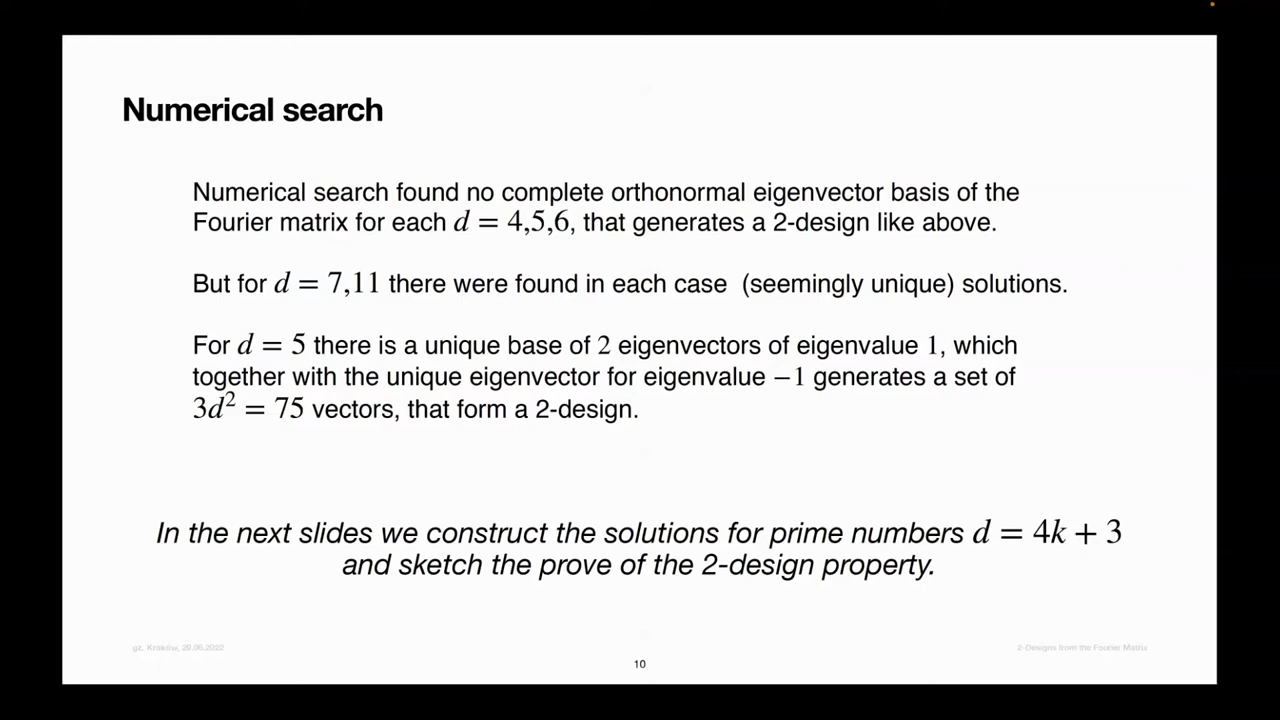 Numerical search
Numerical search found no complete orthonormal eigenvector basis of the
Fourier matrix for each d = 4,5,6, that generates a 2-design like above.
But for d = 7,11 there were found in each case (seemingly unique) solutions.
For d = 5 there is a unique base of 2 eigenvectors of eigenvalue 1, which
together with the unique eigenvector for eigenvalue −1 generates a set of
3d² = 75 vectors, that form a 2-design.
In the next slides we construct the solutions for prime numbers d = 4k + 3
and sketch the prove of the 2-design property.
gz, Kraków, 20.06.2022
2-Designs from the Fourier Matrix
10